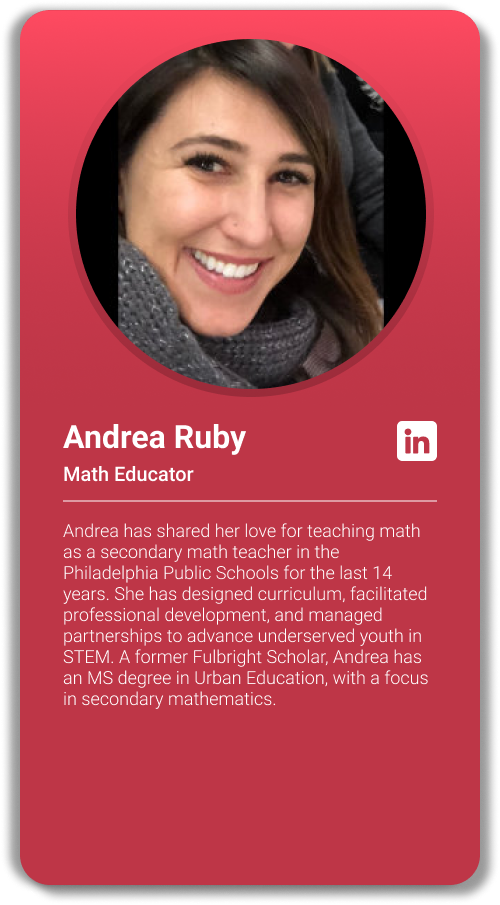 Andrea Ruby
in
Math Educator
Andrea has shared her love for teaching math
as a secondary math teacher in the
Philadelphia Public Schools for the last 14
years. She has designed curriculum, facilitated
professional development, and managed
partnerships to advance underserved youth in
STEM. A former Fulbright Scholar, Andrea has
an MS degree in Urban Education, with a focus
in secondary mathematics.